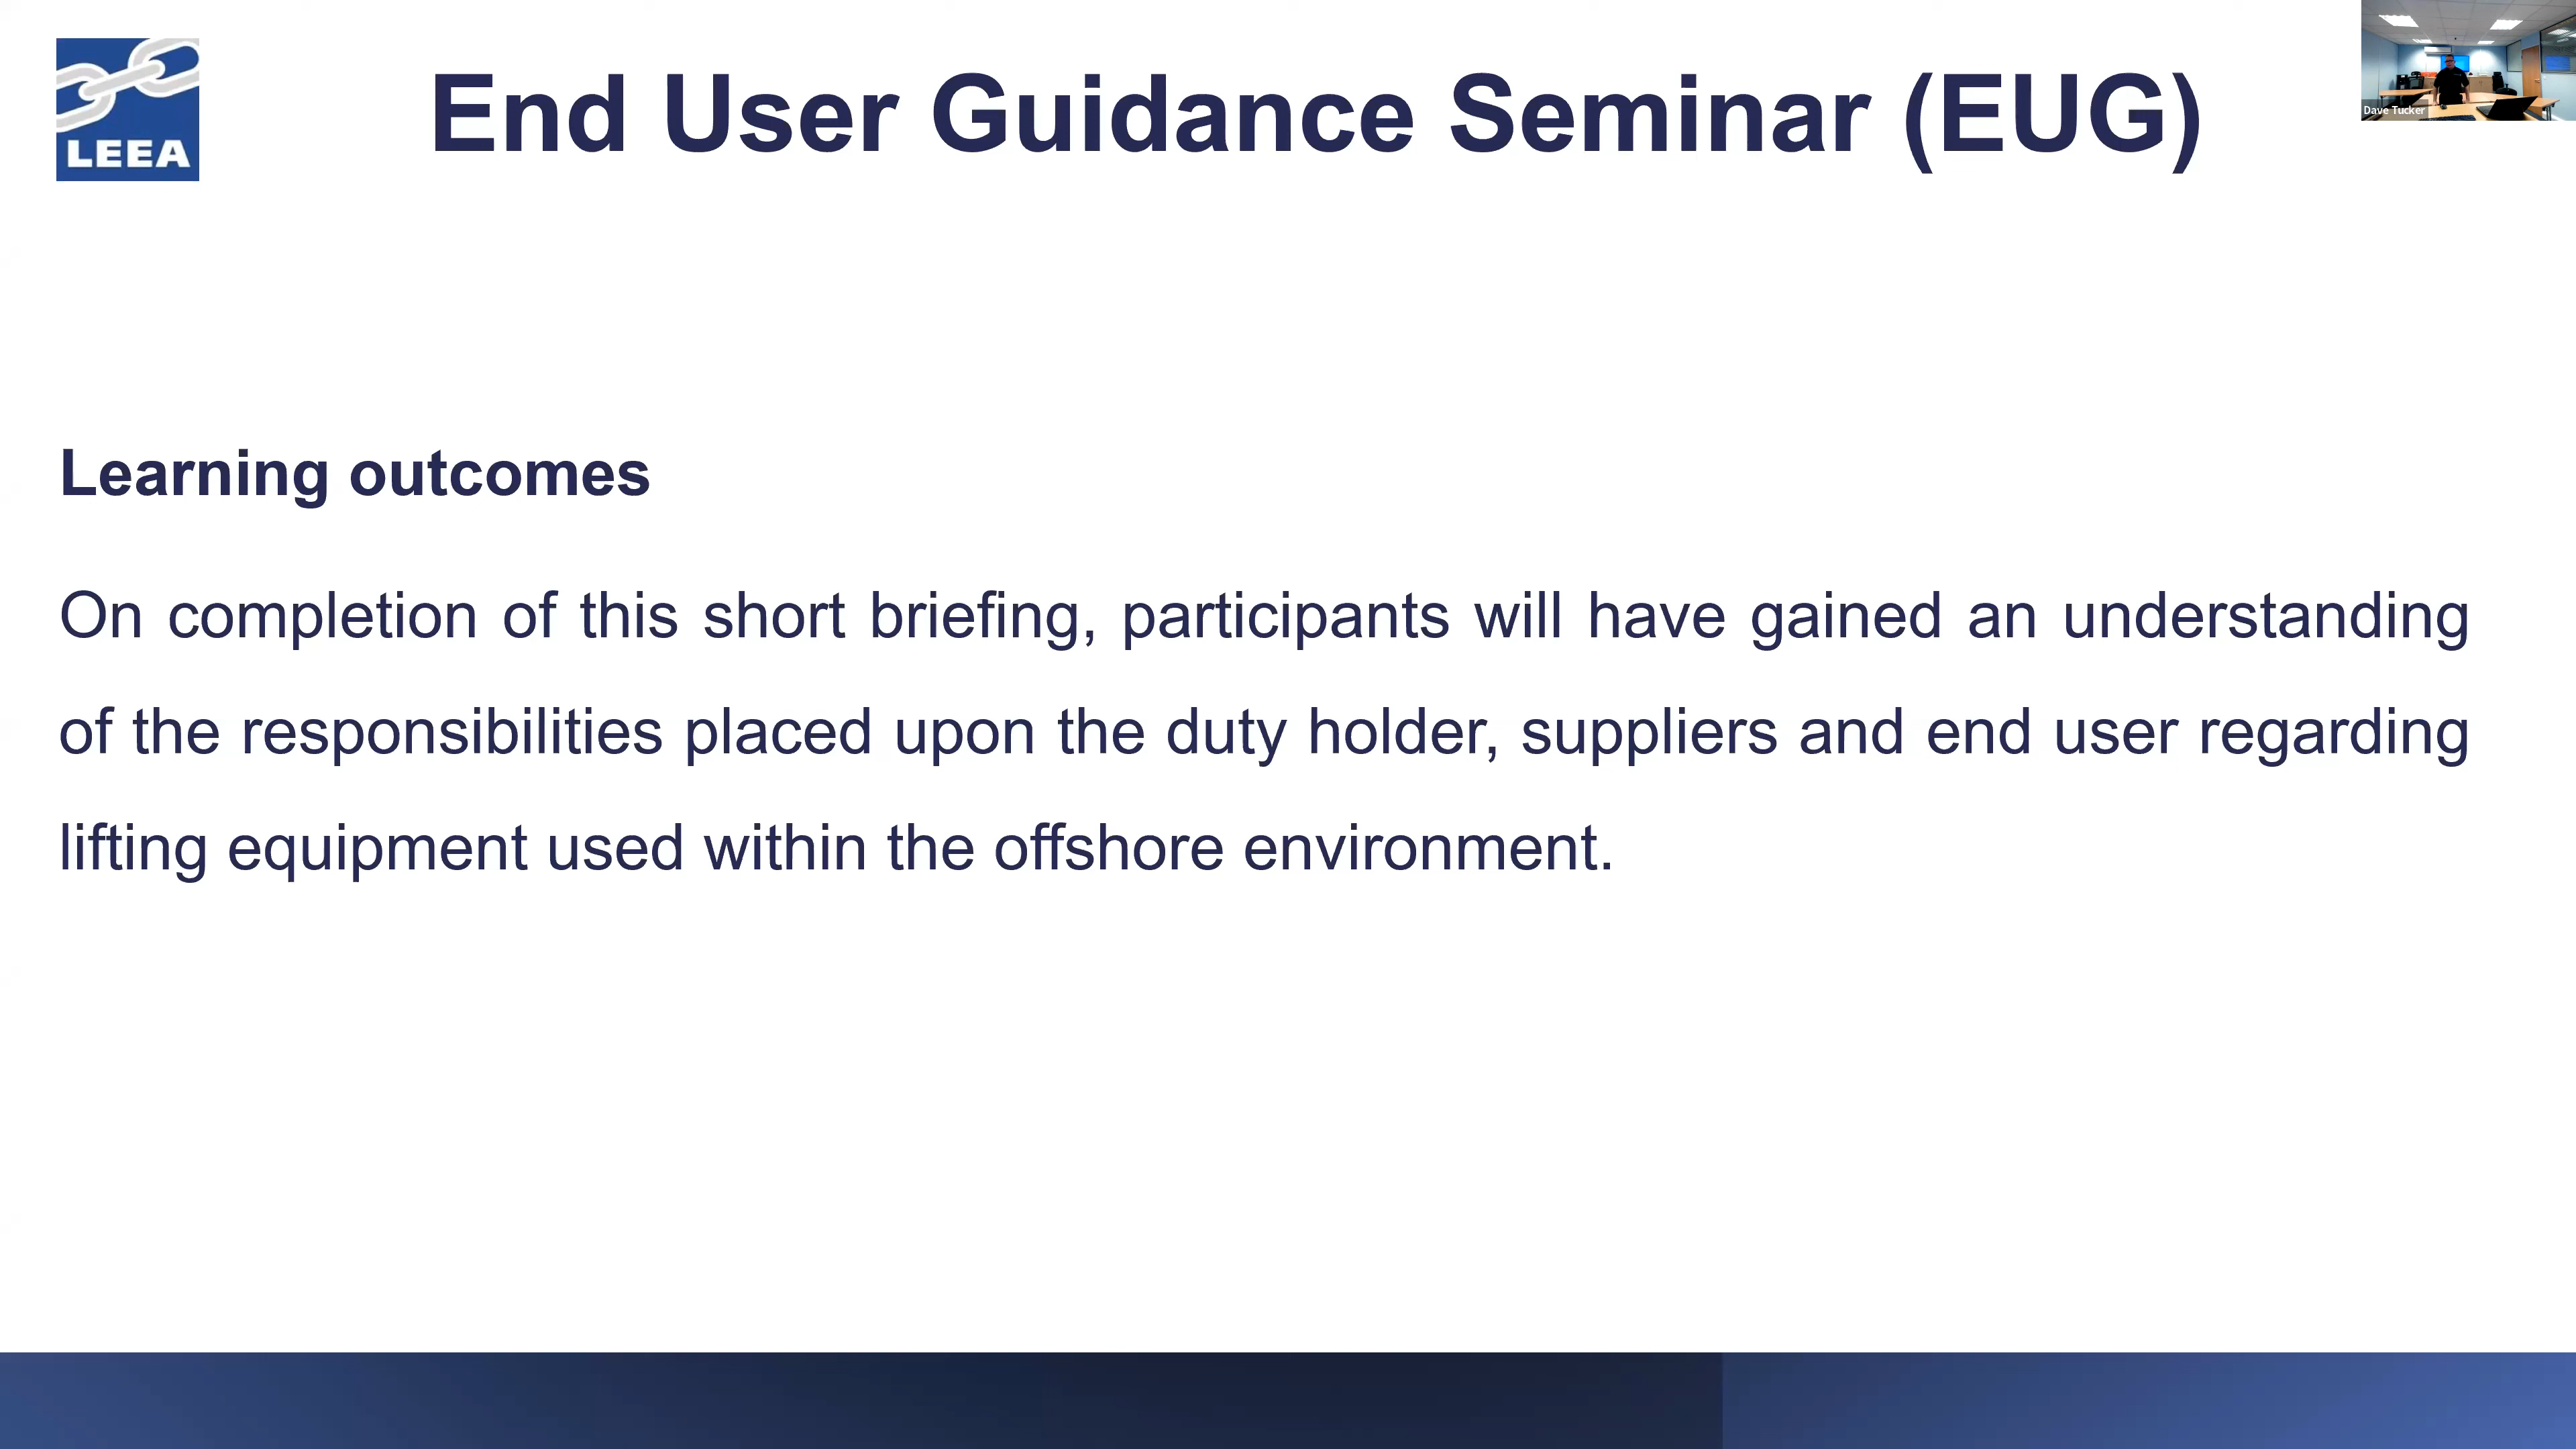 LEEA
End User Guidance Seminar (EUG)
Dave Tucker
Learning outcomes
On completion of this short briefing, participants will have gained an understanding
of the responsibilities placed upon the duty holder, suppliers and end user regarding
lifting equipment used within the offshore environment.